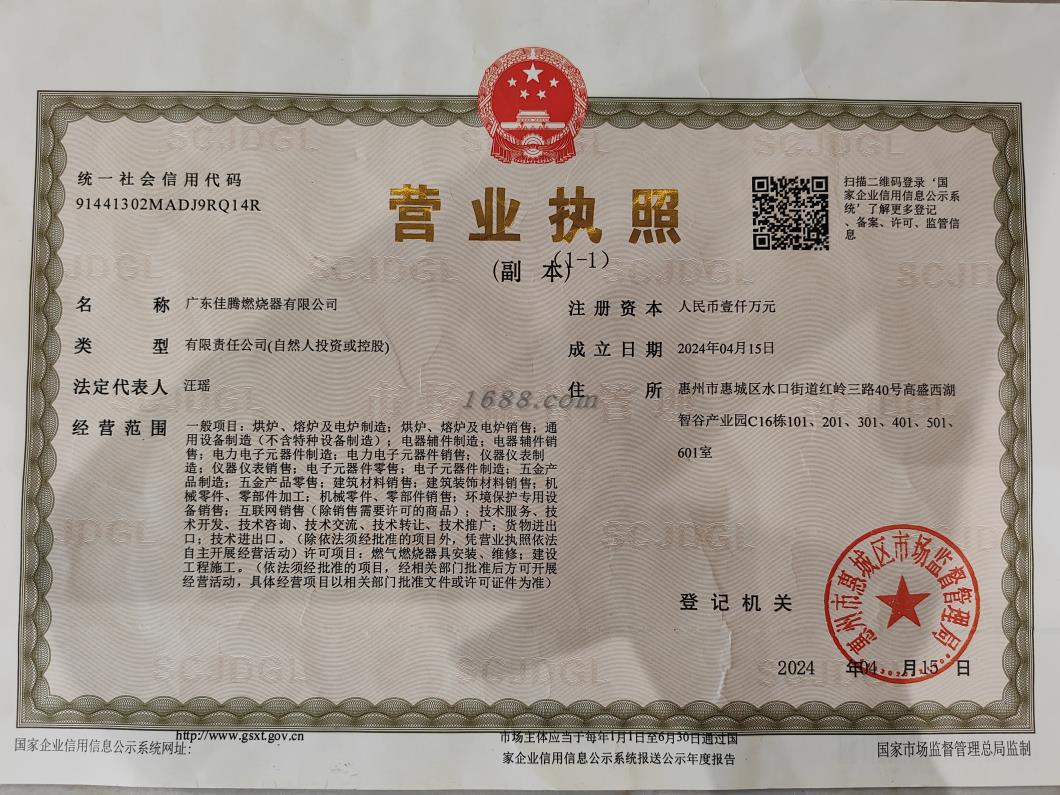 统一社会信用代码
91441302MADJ9RQ14R
营业执照
(副 本)(1-1)
扫描二维码登录‘国
家企业信用信息公示系
统’了解更多登记
、备案、许可、监管信
息
名 称 广东佳腾燃烧器有限公司
类 型 有限责任公司(自然人投资或控股)
法定代表人 汪瑶
经营范围 一般项目：烘炉、熔炉及电炉制造；烘炉、熔炉及电炉销售；通
用设备制造（不含特种设备制造）；电器辅件制造；电器辅件销
售；电力电子元器件制造；电力电子元器件销售；仪器仪表制
造；仪器仪表销售；电子元器件零售；电子元器件制造；五金产
品制造；五金产品零售；建筑材料销售；建筑装饰材料销售；机
械零件、零部件加工；机械零件、零部件销售；环境保护专用设
备销售；互联网销售（除销售需要许可的商品）；技术服务、技
术开发、技术咨询、技术交流、技术转让、技术推广；货物进出
口；技术进出口。（除依法须经批准的项目外，凭营业执照依法
自主开展经营活动）许可项目：燃气燃烧器具安装、维修；建设
工程施工。（依法须经批准的项目，经相关部门批准后方可开展
经营活动，具体经营项目以相关部门批准文件或许可证件为准）
注册资本 人民币壹仟万元
成立日期 2024年04月15日
住 所 惠州市惠城区水口街道红岭三路40号高盛西湖
智谷产业园C16栋101、201、301、401、501、
601室
1688.com
登记机关
惠州市惠城区市场监督管理局
2024 年04 月15 日
国家企业信用信息公示系统网址：
http://www.gsxt.gov.cn
市场主体应当于每年1月1日至6月30日通过国
家企业信用信息公示系统报送公示年度报告
国家市场监督管理总局监制